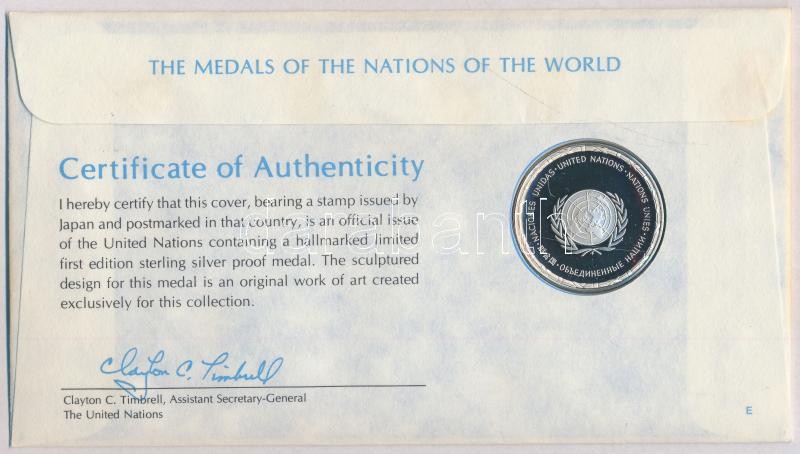 THE MEDALS OF THE NATIONS OF THE WORLD
Certificate of Authenticity
I hereby certify that this cover, bearing a stamp issued by
Japan and postmarked in that country, is an official issue
of the United Nations containing a hallmarked limited
first edition sterling silver proof medal. The sculptured
design for this medal is an original work of art created
exclusively for this collection.
Clayton C. Timbrell
Clayton C. Timbrell, Assistant Secretary-General
The United Nations
NACIONES UNIDAS · UNITED NATIONS · NATIONS UNIES · ОБЪЕДИНЕННЫЕ НАЦИИ ·
E